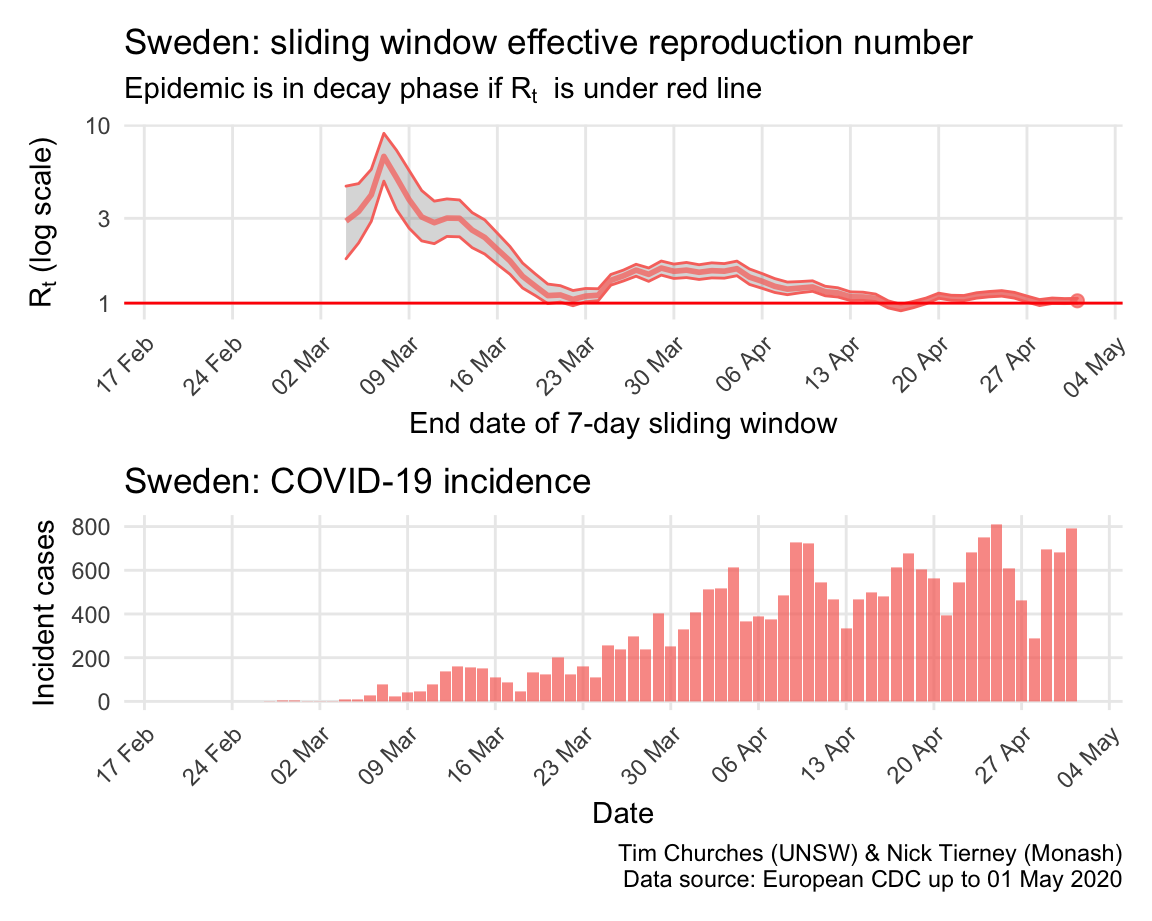 Sweden: sliding window effective reproduction number
Epidemic is in decay phase if Rt is under red line
Rt (log scale)
10
3
1
17 Feb
24 Feb
02 Mar
09 Mar
16 Mar
23 Mar
30 Mar
06 Apr
13 Apr
20 Apr
27 Apr
04 May
End date of 7-day sliding window
Sweden: COVID-19 incidence
Incident cases
800
600
400
200
0
17 Feb
24 Feb
02 Mar
09 Mar
16 Mar
23 Mar
30 Mar
06 Apr
13 Apr
20 Apr
27 Apr
04 May
Date
Tim Churches (UNSW) & Nick Tierney (Monash)
Data source: European CDC up to 01 May 2020